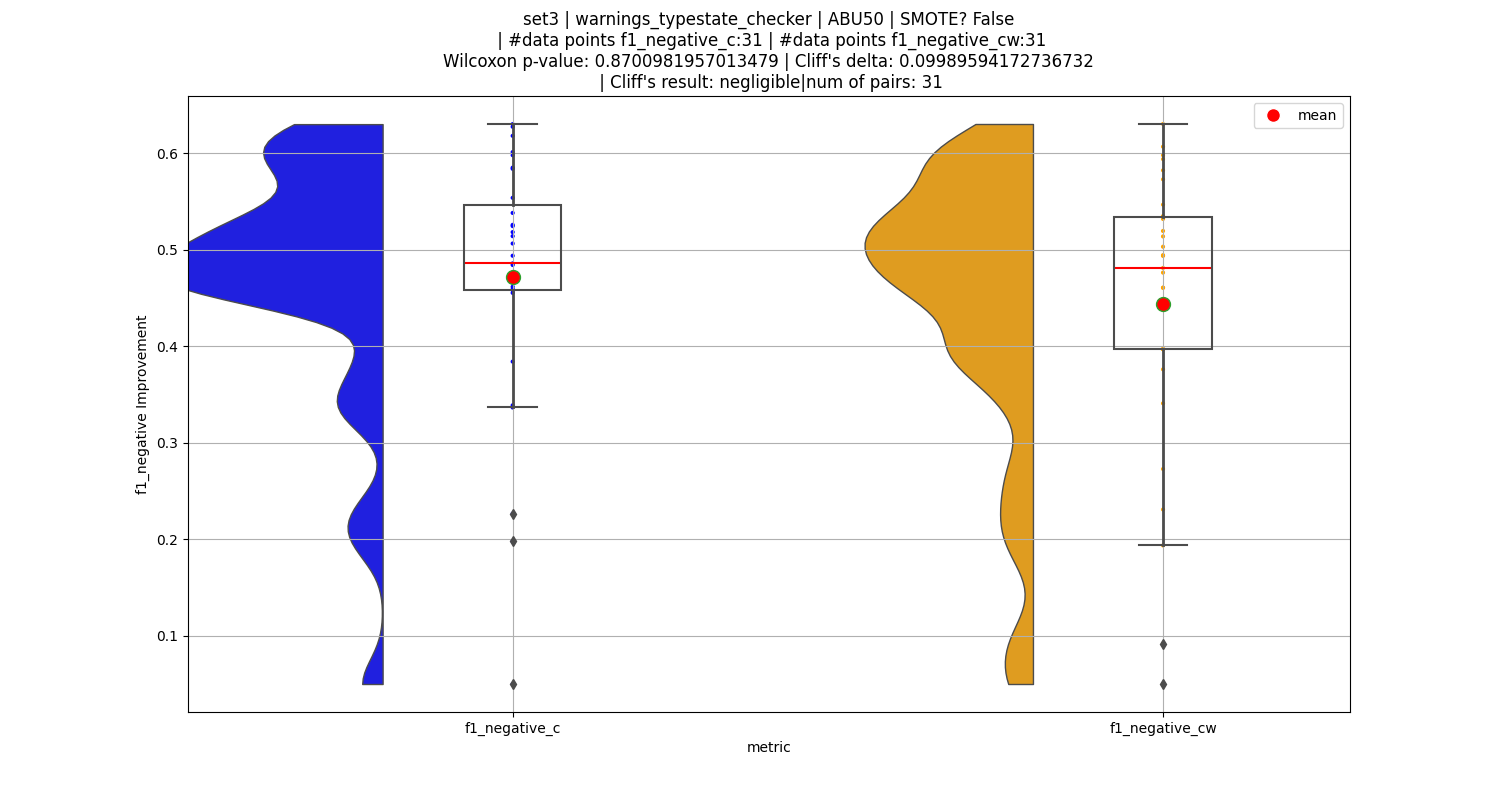 set3 | warnings_typestate_checker | ABU50 | SMOTE? False
| #data points f1_negative_c:31 | #data points f1_negative_cw:31
Wilcoxon p-value: 0.8700981957013479 | Cliff's delta: 0.09989594172736732
| Cliff's result: negligible|num of pairs: 31
mean
0.6
0.5
0.4
0.3
0.2
0.1
f1_negative Improvement
f1_negative_c
f1_negative_cw
metric